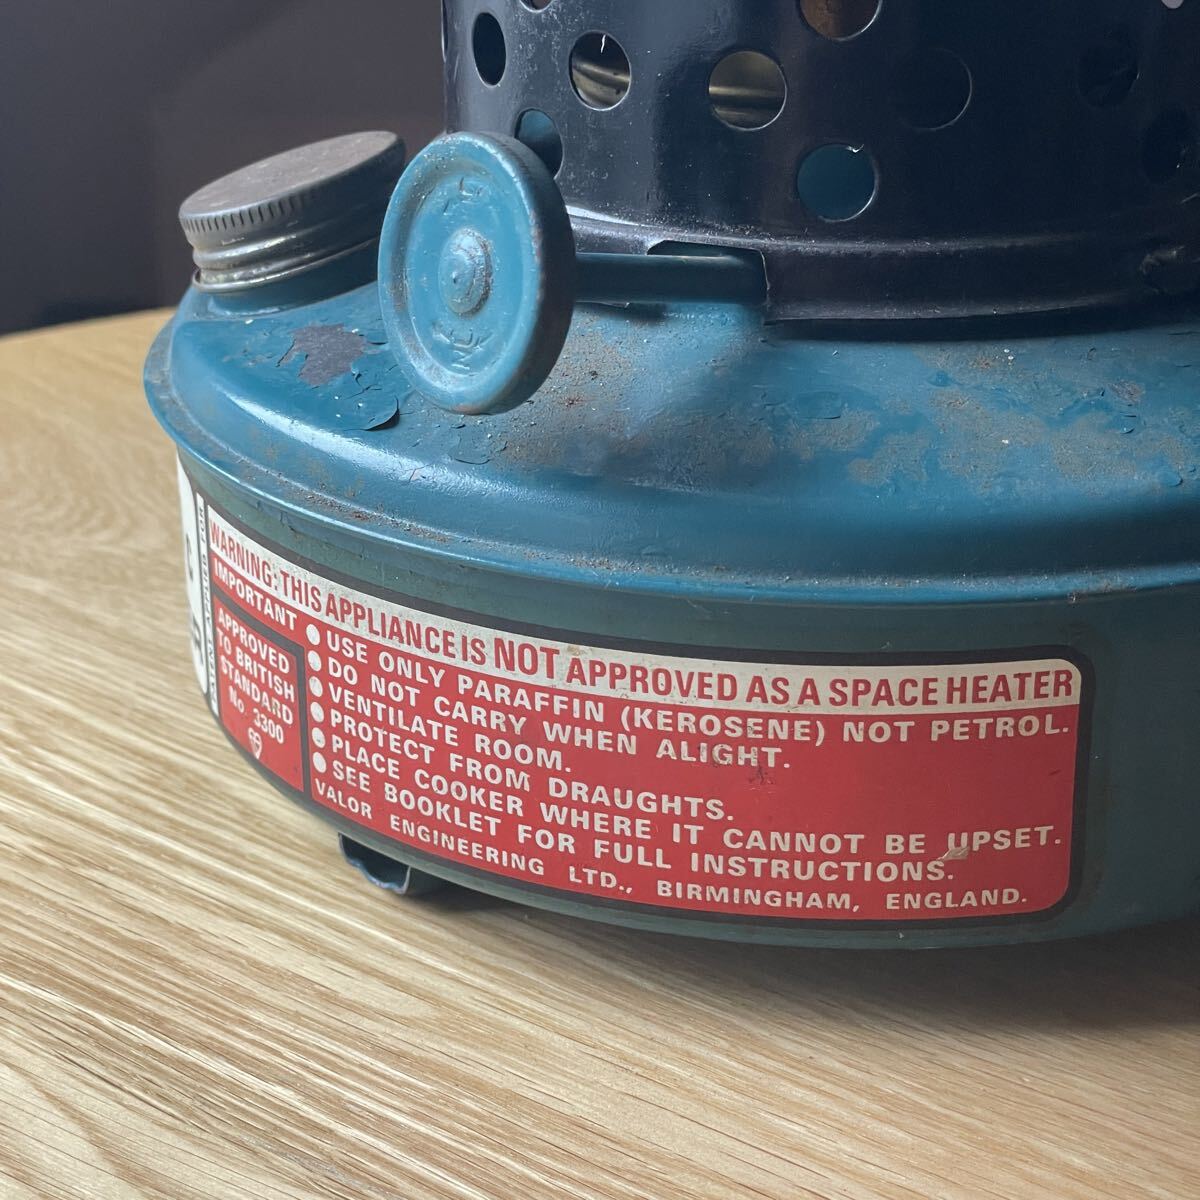 WARNING: THIS APPLIANCE IS NOT APPROVED AS A SPACE HEATER
IMPORTANT
APPROVED
TO BRITISH
STANDARD
No. 3300
● USE ONLY PARAFFIN (KEROSENE) NOT PETROL.
● DO NOT CARRY WHEN ALIGHT.
● VENTILATE ROOM.
● PROTECT FROM DRAUGHTS.
● PLACE COOKER WHERE IT CANNOT BE UPSET.
● SEE BOOKLET FOR FULL INSTRUCTIONS.
VALOR ENGINEERING LTD., BIRMINGHAM, ENGLAND.
APPLIED FOR